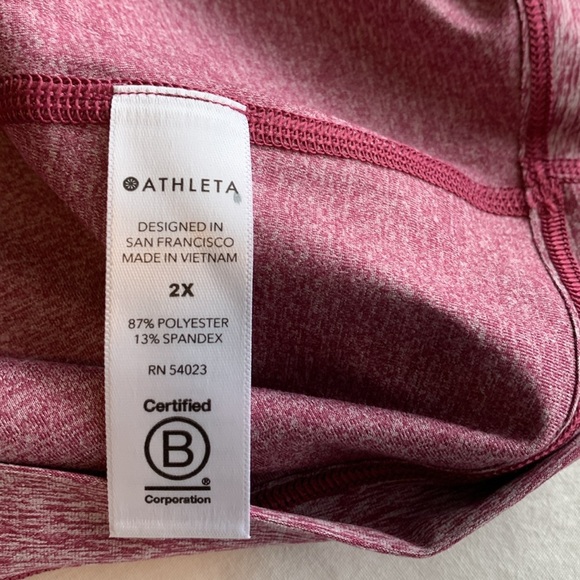 ATHLETA
DESIGNED IN
SAN FRANCISCO
MADE IN VIETNAM
2X
87% POLYESTER
13% SPANDEX
RN 54023
Certified
B
®
Corporation